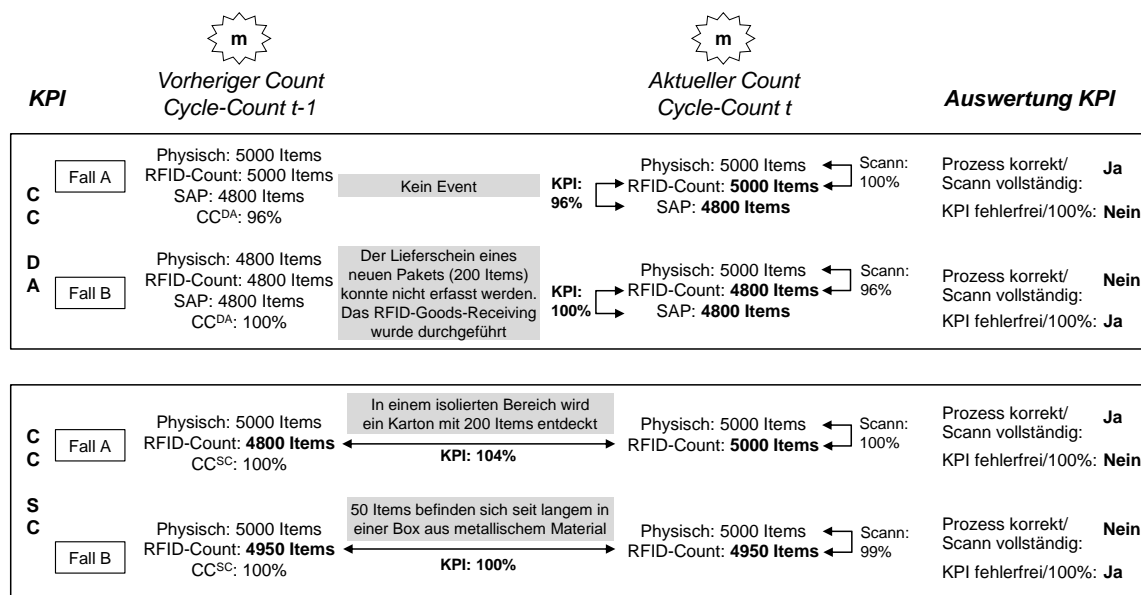 m
m
Vorheriger Count
Cycle-Count t-1
Aktueller Count
Cycle-Count t
KPI
Auswertung KPI
C
C
D
A
Fall A
Physisch: 5000 Items
RFID-Count: 5000 Items
SAP: 4800 Items
CCDA: 96%
Kein Event
KPI:
96%
Physisch: 5000 Items
RFID-Count: 5000 Items
SAP: 4800 Items
Scann:
100%
Prozess korrekt/
Scann vollständig:
Ja
KPI fehlerfrei/100%: Nein
Fall B
Physisch: 4800 Items
RFID-Count: 4800 Items
SAP: 4800 Items
CCDA: 100%
Der Lieferschein eines
neuen Pakets (200 Items)
konnte nicht erfasst werden.
Das RFID-Goods-Receiving
wurde durchgeführt
KPI:
100%
Physisch: 5000 Items
RFID-Count: 4800 Items
SAP: 4800 Items
Scann:
96%
Prozess korrekt/
Scann vollständig:
Nein
KPI fehlerfrei/100%: Ja
C
C
S
C
Fall A
Physisch: 5000 Items
RFID-Count: 4800 Items
CCSC: 100%
In einem isolierten Bereich wird
ein Karton mit 200 Items entdeckt
KPI: 104%
Physisch: 5000 Items
RFID-Count: 5000 Items
Scann:
100%
Prozess korrekt/
Scann vollständig:
Ja
KPI fehlerfrei/100%: Nein
Fall B
Physisch: 5000 Items
RFID-Count: 4950 Items
CCSC: 100%
50 Items befinden sich seit langem in
einer Box aus metallischem Material
KPI: 100%
Physisch: 5000 Items
RFID-Count: 4950 Items
Scann:
99%
Prozess korrekt/
Scann vollständig:
Nein
KPI fehlerfrei/100%: Ja